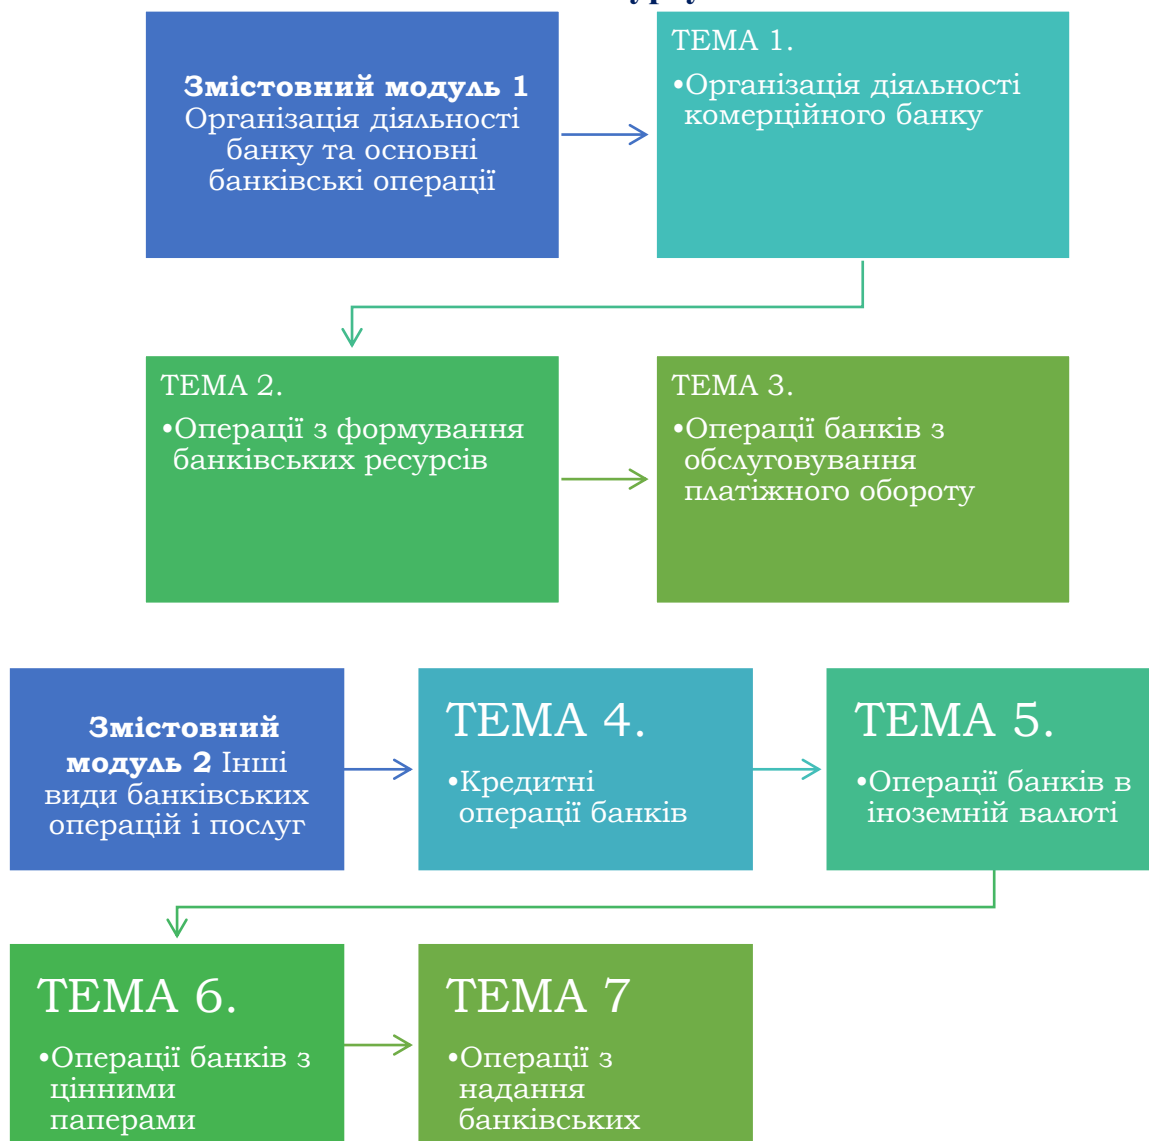 Змістовний модуль 1
Організація діяльності
банку та основні
банківські операції
ТЕМА 1.
•Організація діяльності
комерційного банку
ТЕМА 2.
•Операції з формування
банківських ресурсів
ТЕМА 3.
•Операції банків з
обслуговування
платіжного обороту
Змістовний
модуль 2 Інші
види банківських
операцій і послуг
ТЕМА 4.
•Кредитні
операції банків
ТЕМА 5.
•Операції банків в
іноземній валюті
ТЕМА 6.
•Операції банків з
цінними
паперами
ТЕМА 7
•Операції з
надання
банківських